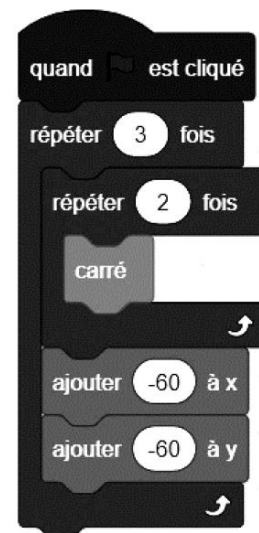 quand est cliqué
répéter 3 fois
répéter 2 fois
carré
ajouter -60 à x
ajouter -60 à y